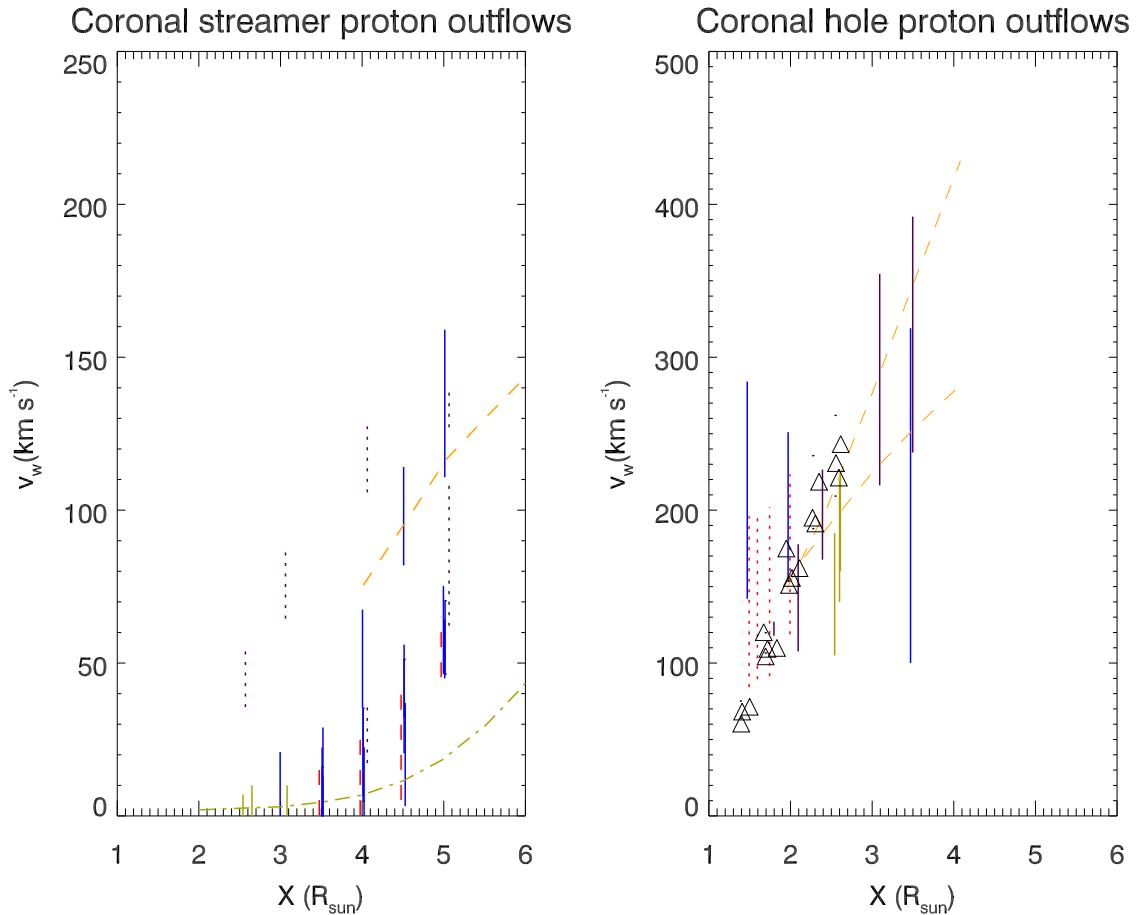 Coronal streamer proton outflows
Coronal hole proton outflows
250
200
150
100
50
0
v_w(km s^-1)
1 2 3 4 5 6
X (R_sun)
500
400
300
200
100
0
v_w(km s^-1)
1 2 3 4 5 6
X (R_sun)